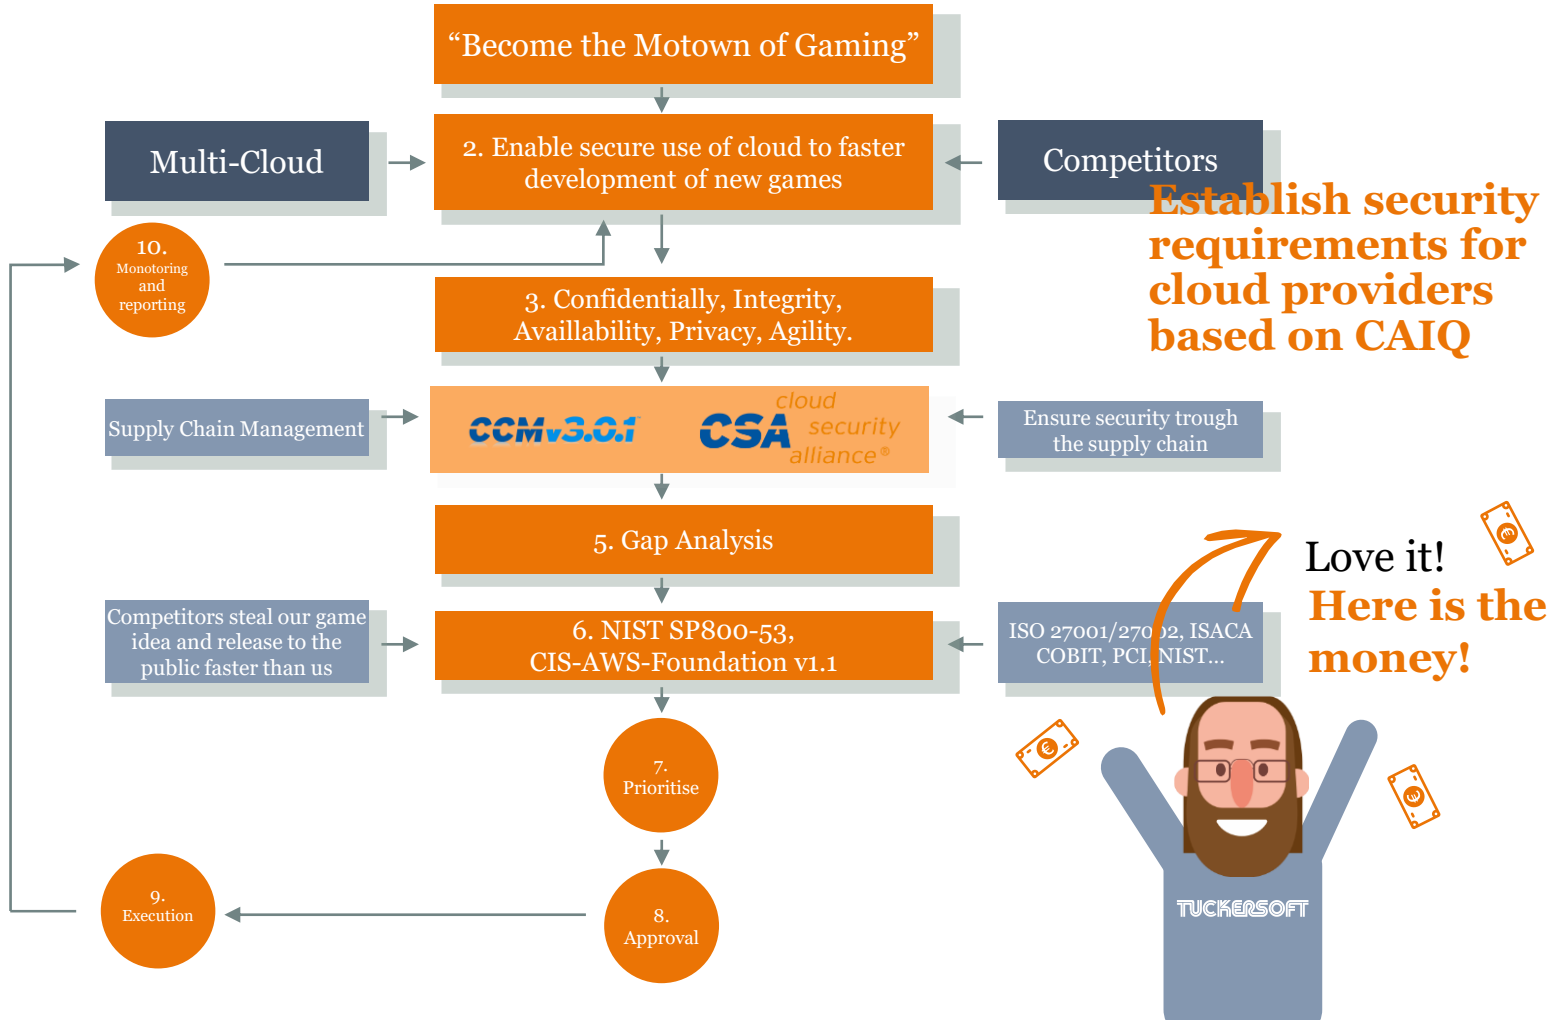 “Become the Motown of Gaming”
Multi-Cloud
2. Enable secure use of cloud to faster
development of new games
Competitors
Establish security
requirements for
cloud providers
based on CAIQ
10.
Monotoring
and
reporting
3. Confidentially, Integrity,
Availlability, Privacy, Agility.
Supply Chain Management
CCMv3.0.1™
CSA
cloud
security
alliance®
Ensure security trough
the supply chain
5. Gap Analysis
Love it!
Here is the
money!
Competitors steal our game
idea and release to the
public faster than us
6. NIST SP800-53,
CIS-AWS-Foundation v1.1
ISO 27001/27002, ISACA
COBIT, PCI, NIST...
7.
Prioritise
9.
Execution
8.
Approval
TUCKERSOFT